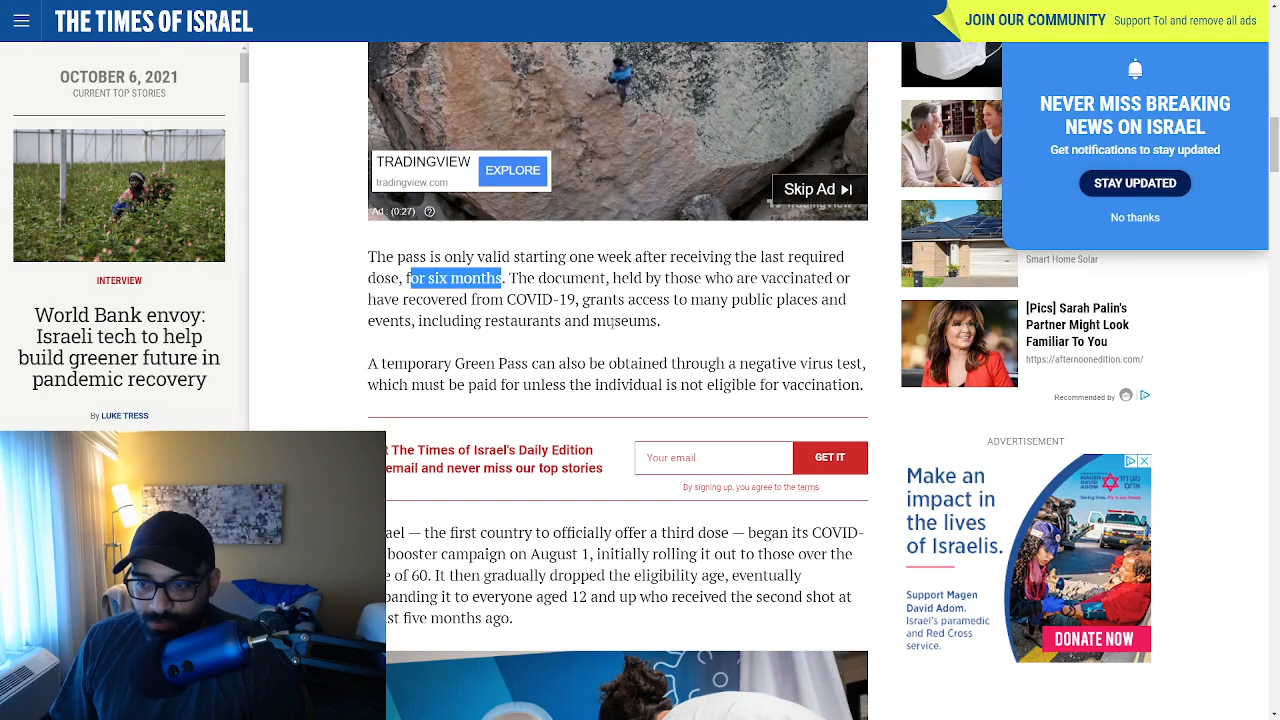 THE TIMES OF ISRAEL
JOIN OUR COMMUNITY Support ToI and remove all ads
OCTOBER 6, 2021
CURRENT TOP STORIES
INTERVIEW
World Bank envoy:
Israeli tech to help
build greener future in
pandemic recovery
By LUKE TRESS
TRADINGVIEW
tradingview.com
EXPLORE
Skip Ad
TradingView
Ad : (0:27)
The pass is only valid starting one week after receiving the last required
dose, for six months. The document, held by those who are vaccinated or
have recovered from COVID-19, grants access to many public places and
events, including restaurants and museums.
A temporary Green Pass can also be obtained through a negative virus test,
which must be paid for unless the individual is not eligible for vaccination.
t The Times of Israel's Daily Edition
email and never miss our top stories
Your email
GET IT
By signing up, you agree to the terms
ael — the first country to officially offer a third dose — began its COVID-
booster campaign on August 1, initially rolling it out to those over the
e of 60. It then gradually dropped the eligibility age, eventually
panding it to everyone aged 12 and up who received the second shot at
st five months ago.
NEVER MISS BREAKING
NEWS ON ISRAEL
Get notifications to stay updated
STAY UPDATED
No thanks
Smart Home Solar
[Pics] Sarah Palin's
Partner Might Look
Familiar To You
https://afternoonedition.com/
Recommended by
ADVERTISEMENT
Make an
impact in
the lives
of Israelis.
Support Magen
David Adom.
Israel's paramedic
and Red Cross
service.
DONATE NOW